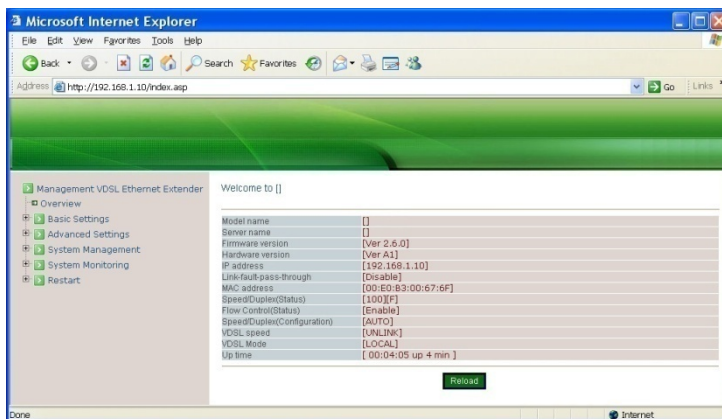 Microsoft Internet Explorer
File Edit View Favorites Tools Help
Back Search Favorites
Address http://192.168.1.10/index.asp Go Links
Management VDSL Ethernet Extender
Overview
Basic Settings
Advanced Settings
System Management
System Monitoring
Restart
Welcome to []
Model name []
Server name []
Firmware version [Ver 2.6.0]
Hardware version [Ver A1]
IP address [192.168.1.10]
Link-fault-pass-through [Disable]
MAC address [00:E0:B3:00:67:6F]
Speed/Duplex(Status) [100][F]
Flow Control(Status) [Enable]
Speed/Duplex(Configuration) [AUTO]
VDSL speed [UNLINK]
VDSL Mode [LOCAL]
Up time [ 00:04:05 up 4 min ]
Reload
Done Internet